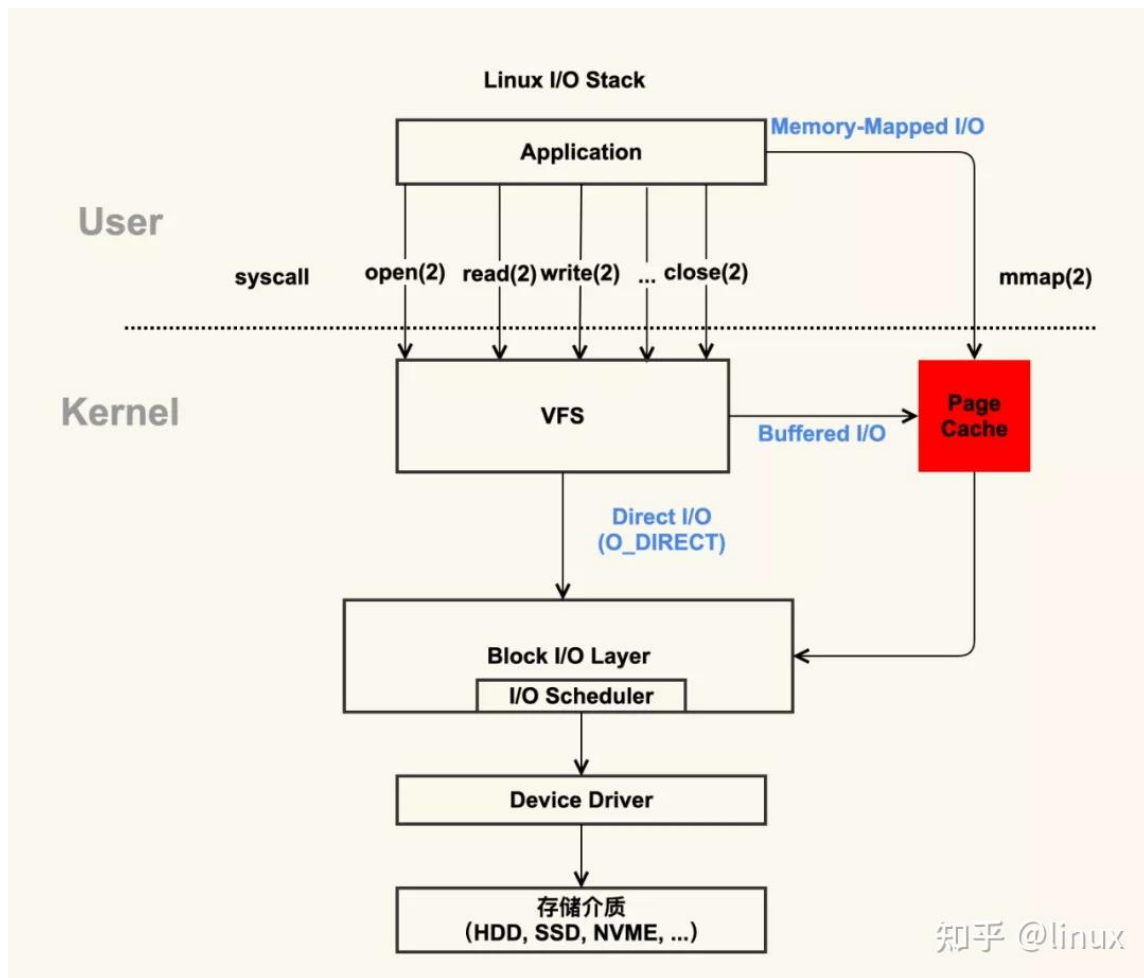 Linux I/O Stack
Memory-Mapped I/O
Application
User
syscall
open(2)
read(2)
write(2)
...
close(2)
mmap(2)
Kernel
VFS
Buffered I/O
Page
Cache
Direct I/O
(O_DIRECT)
Block I/O Layer
I/O Scheduler
Device Driver
存储介质
(HDD, SSD, NVME, ...)
知乎 @linux